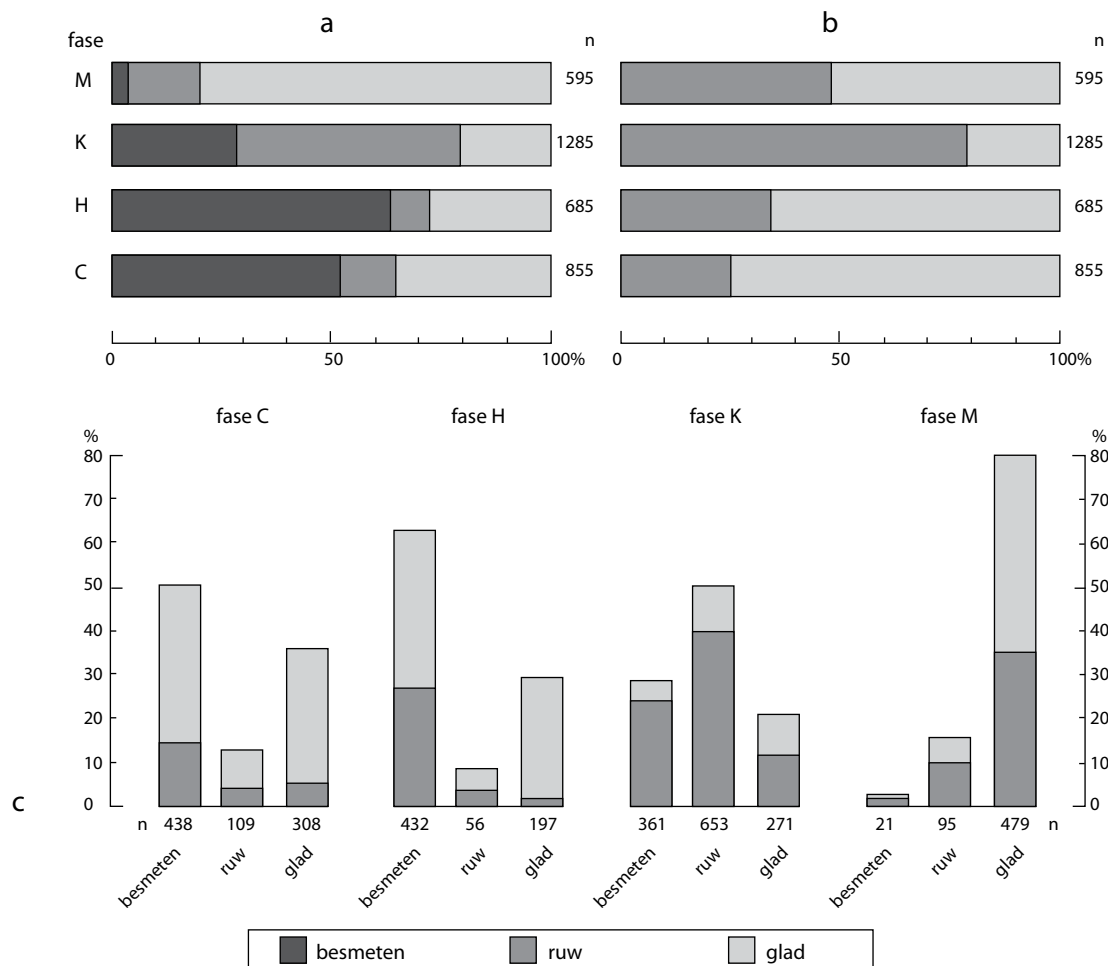 a b
fase n n
M 595 595
K 1285 1285
H 685 685
C 855 855
0 50 100% 0 50 100%
fase C fase H fase K fase M
% %
80 80
70 70
60 60
50 50
40 40
30 30
20 20
10 10
c 0 0
n 438 109 308 432 56 197 361 653 271 21 95 479 n
besmeten ruw glad besmeten ruw glad besmeten ruw glad besmeten ruw glad
besmeten ruw glad